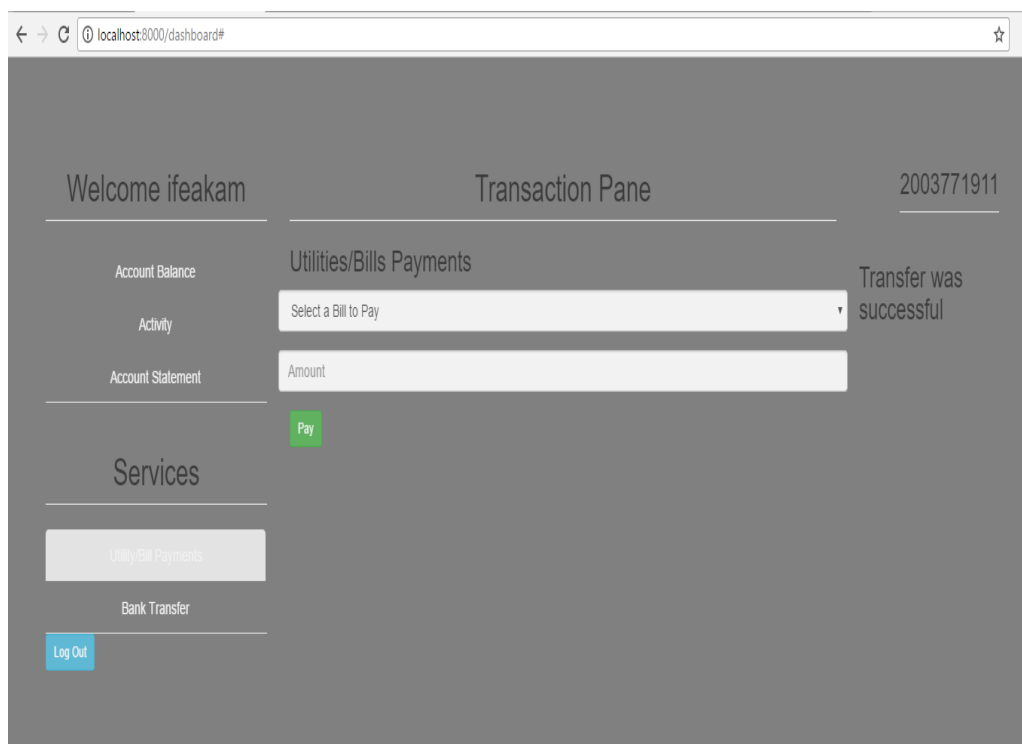 localhost:8000/dashboard#
Welcome ifeakam
Account Balance
Activity
Account Statement
Services
Utility/Bill Payments
Bank Transfer
Log Out
Transaction Pane
Utilities/Bills Payments
Select a Bill to Pay
Amount
Pay
2003771911
Transfer was
successful